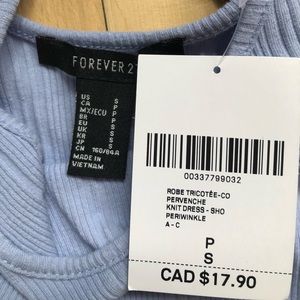 FOREVER 2
US S
CA P
MX/ECU P
BR P
EU S
UK S
KR S
JP S
CN 160/84A
MADE IN
VIETNAM
00337799032
ROBE TRICOTÉE-CO
PERVENCHE
KNIT DRESS - SHO
PERIWINKLE
A - C
P
S
CAD $17.90